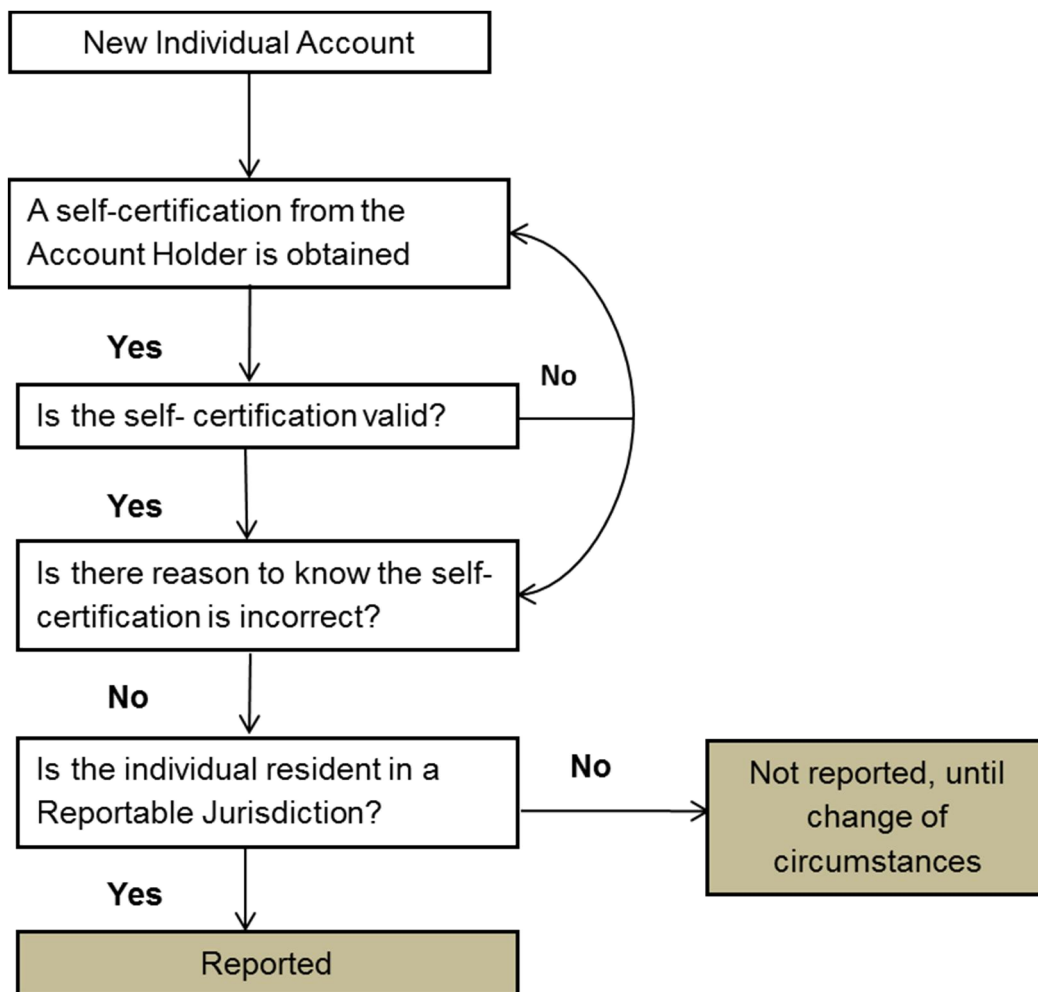 New Individual Account
A self-certification from the
Account Holder is obtained
Yes
No
Is the self- certification valid?
Yes
Is there reason to know the self-
certification is incorrect?
No
Is the individual resident in a
Reportable Jurisdiction?
No
Not reported, until
change of
circumstances
Yes
Reported